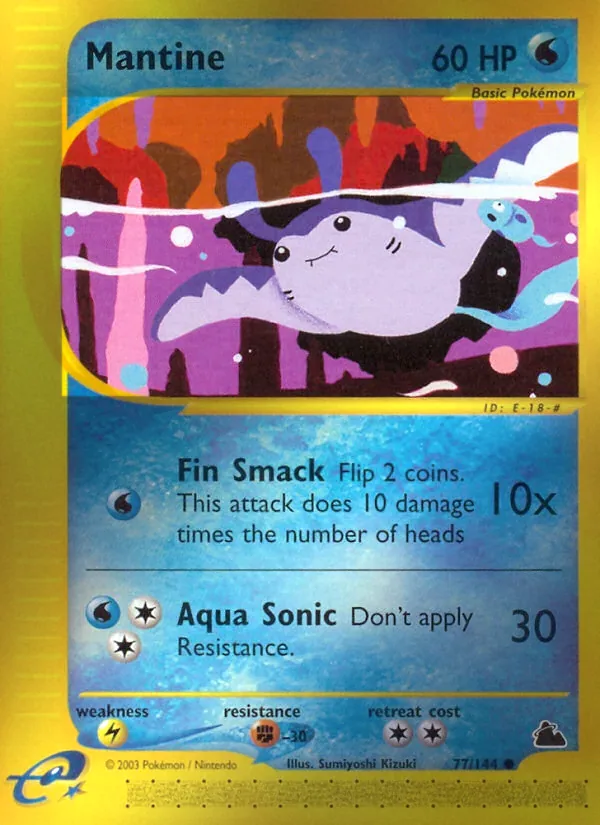 Mantine
60 HP
Basic Pokémon
ID: E-18-#
Fin Smack Flip 2 coins.
This attack does 10 damage
times the number of heads
10x
Aqua Sonic Don't apply
Resistance.
30
weakness
resistance
retreat cost
-30
© 2003 Pokémon / Nintendo
Illus. Sumiyoshi Kizuki
77/144
e